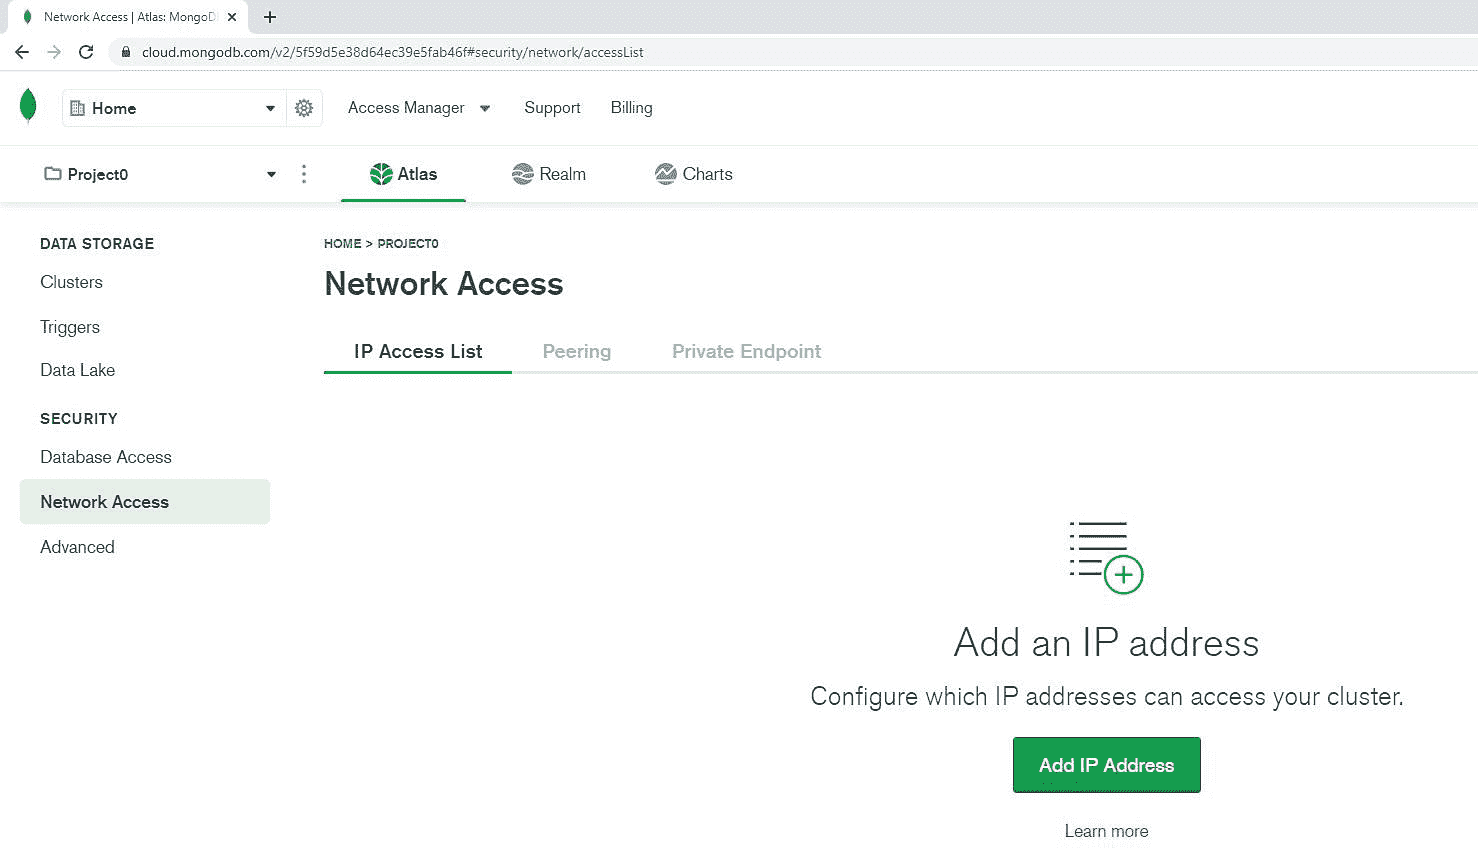 Network Access | Atlas: MongoD
cloud.mongodb.com/v2/5f59d5e38d64ec39e5fab46f#security/network/accessList
Home Access Manager Support Billing
Project0 Atlas Realm Charts
DATA STORAGE
Clusters
Triggers
Data Lake
SECURITY
Database Access
Network Access
Advanced
HOME > PROJECT0
Network Access
IP Access List Peering Private Endpoint
Add an IP address
Configure which IP addresses can access your cluster.
Add IP Address
Learn more